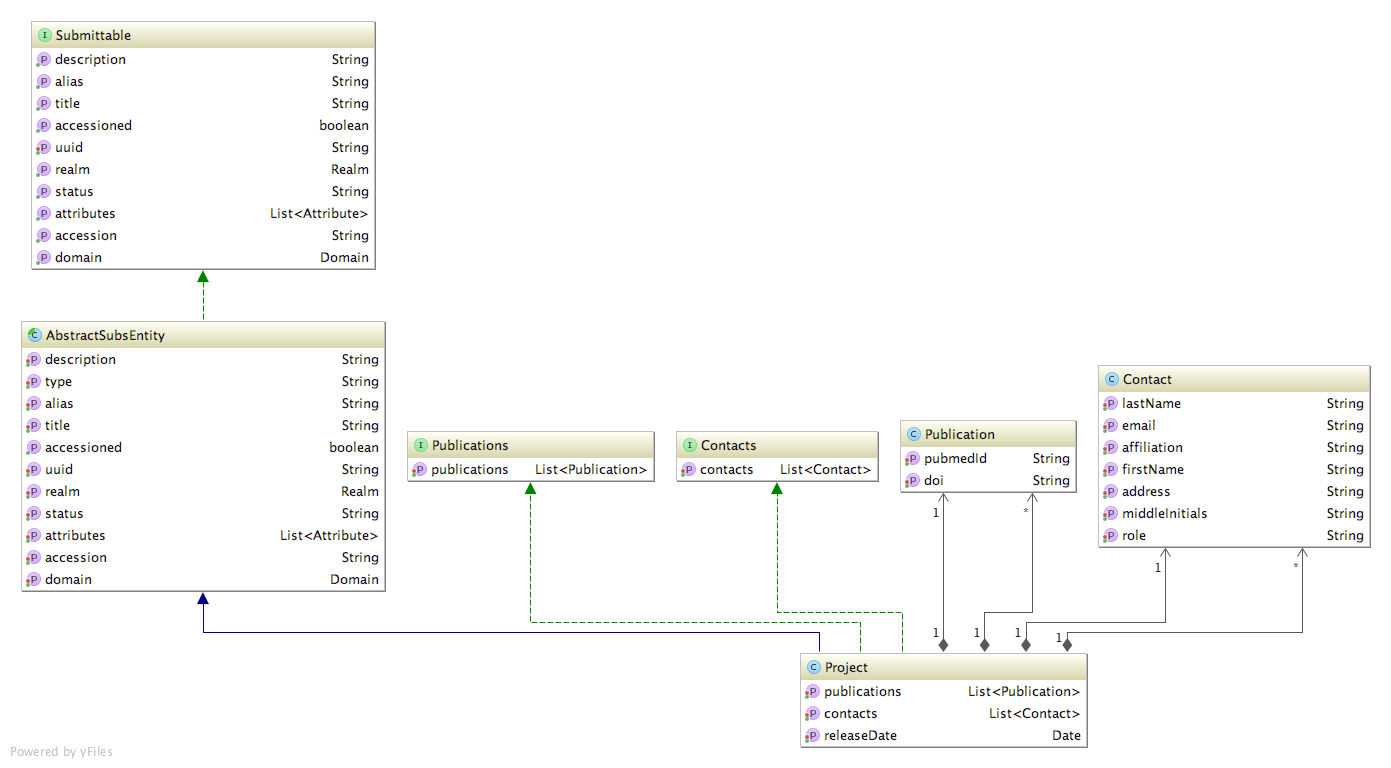 I Submittable
P description String
P alias String
P title String
P accessioned boolean
P uuid String
P realm Realm
P status String
P attributes List<Attribute>
P accession String
P domain Domain
C AbstractSubsEntity
P description String
P type String
P alias String
P title String
P accessioned boolean
P uuid String
P realm Realm
P status String
P attributes List<Attribute>
P accession String
P domain Domain
I Publications
P publications List<Publication>
I Contacts
P contacts List<Contact>
C Publication
P pubmedId String
P doi String
C Contact
P lastName String
P email String
P affiliation String
P firstName String
P address String
P middleInitials String
P role String
1 *
1 *
1 1 1 1
C Project
P publications List<Publication>
P contacts List<Contact>
P releaseDate Date
Powered by yFiles